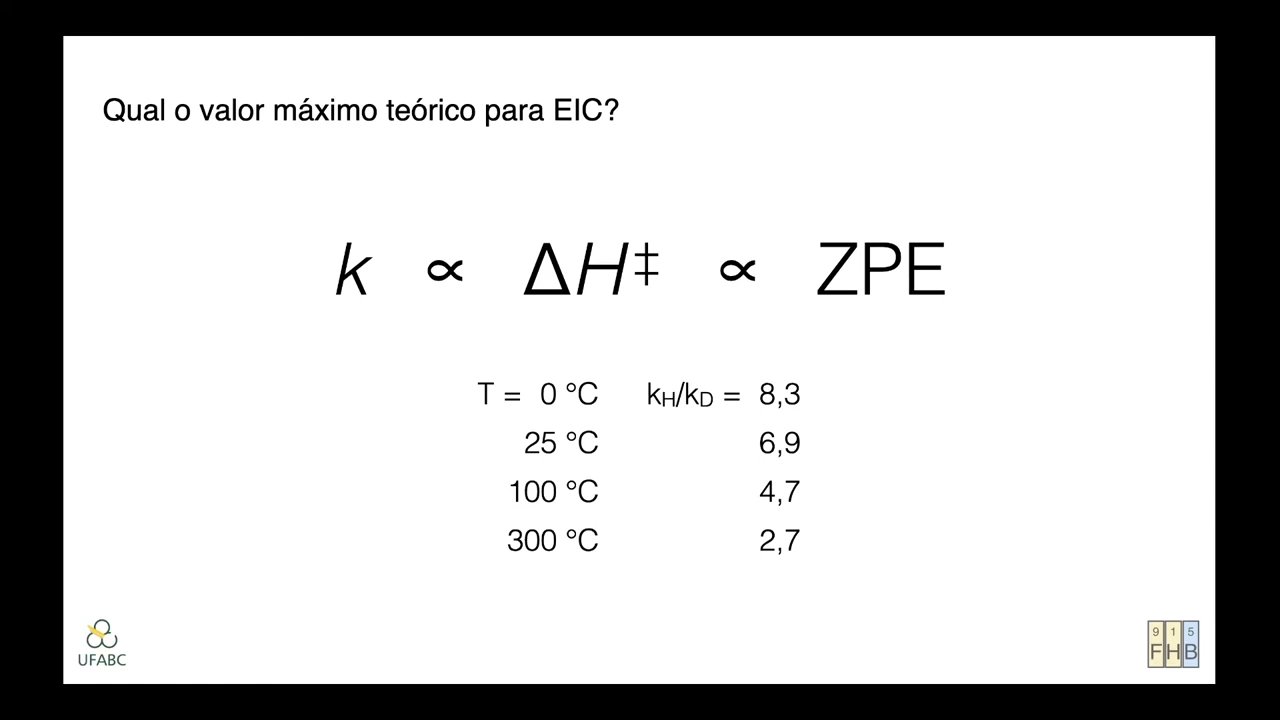 Qual o valor máximo teórico para EIC?
k ∝ ΔH‡ ∝ ZPE
T = 0 °C kH/kD = 8,3
25 °C 6,9
100 °C 4,7
300 °C 2,7
UFABC
9 1 5
F H B